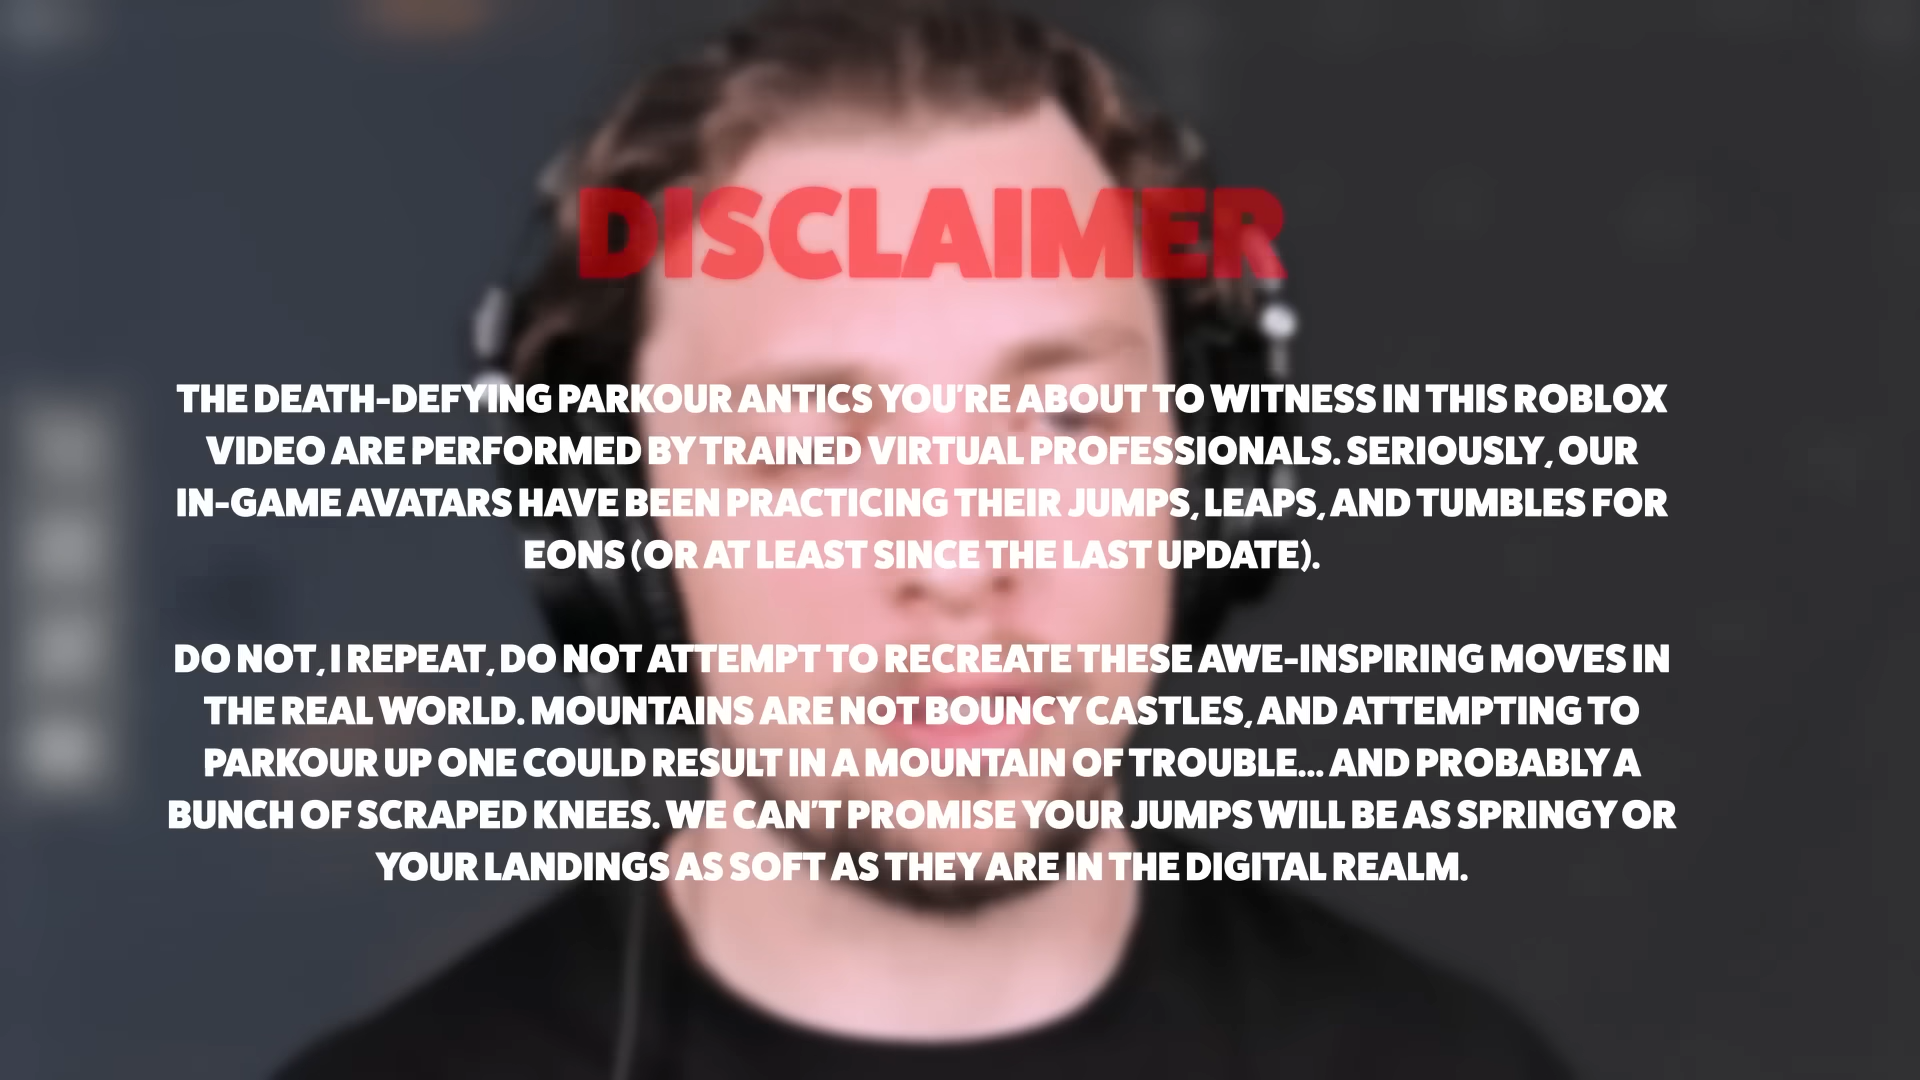 DISCLAIMER
THE DEATH-DEFYING PARKOUR ANTICS YOU'RE ABOUT TO WITNESS IN THIS ROBLOX
VIDEO ARE PERFORMED BY TRAINED VIRTUAL PROFESSIONALS. SERIOUSLY, OUR
IN-GAME AVATARS HAVE BEEN PRACTICING THEIR JUMPS, LEAPS, AND TUMBLES FOR
EONS (OR AT LEAST SINCE THE LAST UPDATE).
DO NOT, I REPEAT, DO NOT ATTEMPT TO RECREATE THESE AWE-INSPIRING MOVES IN
THE REAL WORLD. MOUNTAINS ARE NOT BOUNCY CASTLES, AND ATTEMPTING TO
PARKOUR UP ONE COULD RESULT IN A MOUNTAIN OF TROUBLE... AND PROBABLY A
BUNCH OF SCRAPED KNEES. WE CAN'T PROMISE YOUR JUMPS WILL BE AS SPRINGY OR
YOUR LANDINGS AS SOFT AS THEY ARE IN THE DIGITAL REALM.